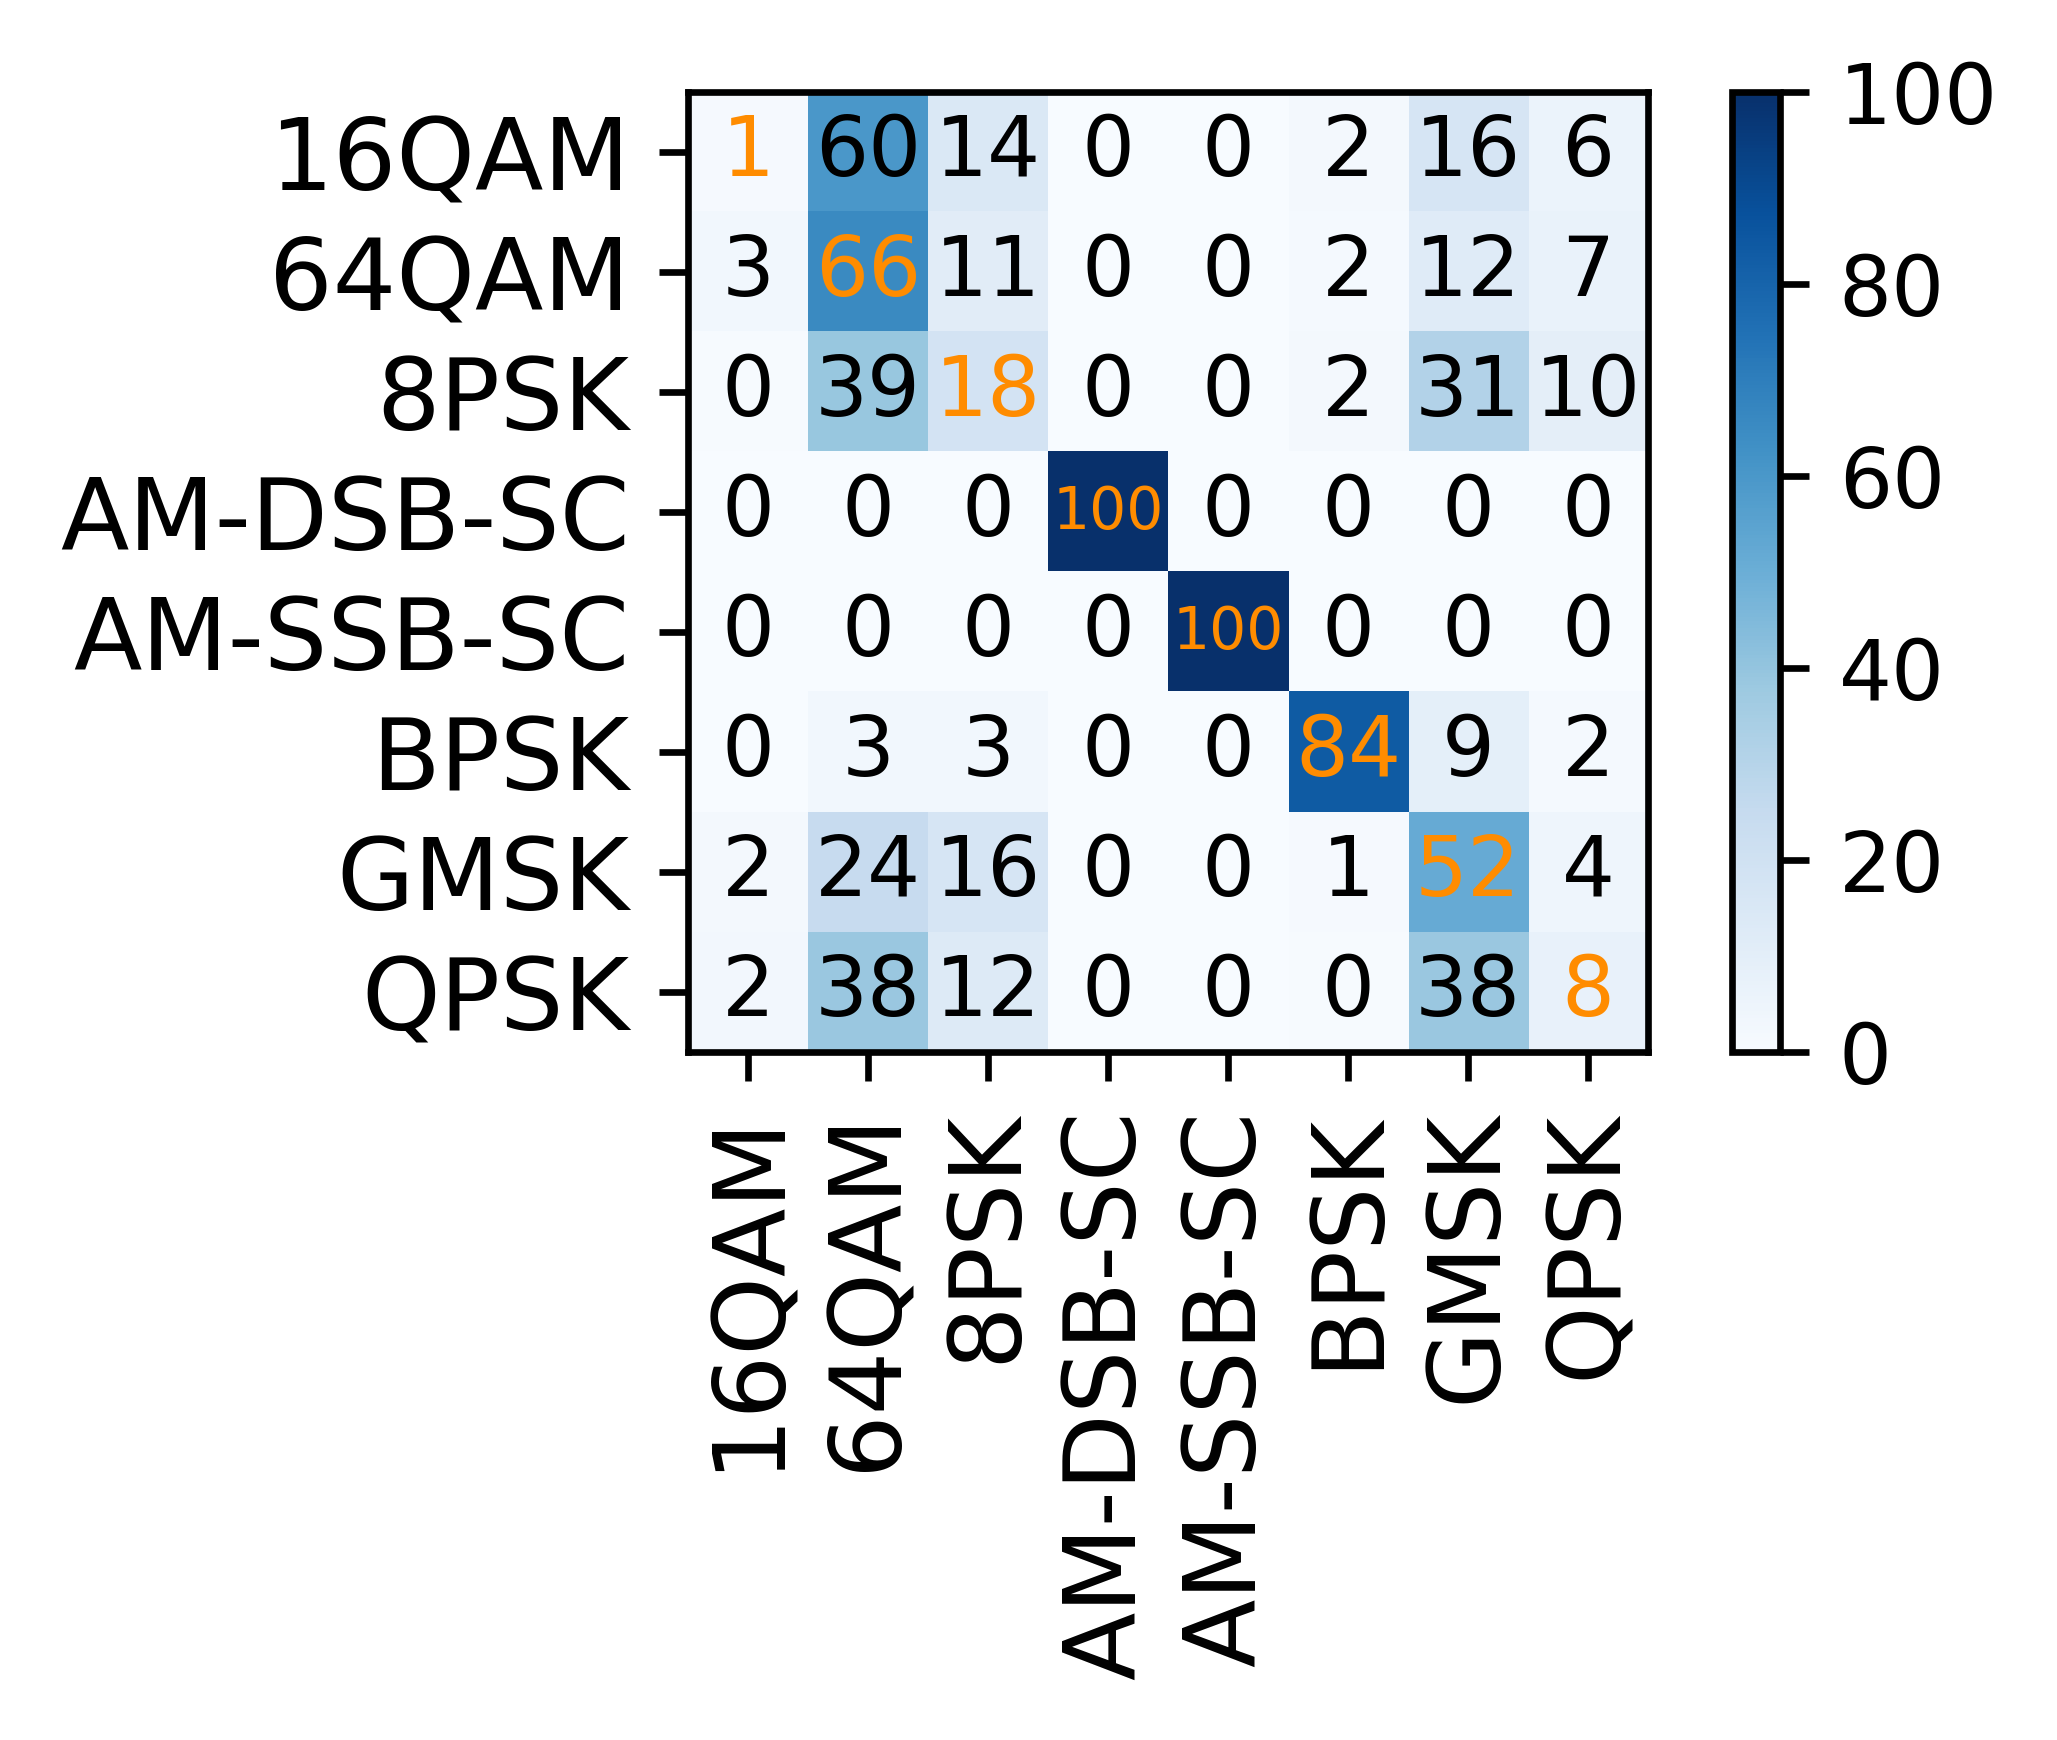 16QAM 1 60 14 0 0 2 16 6
64QAM 3 66 11 0 0 2 12 7
8PSK 0 39 18 0 0 2 31 10
AM-DSB-SC 0 0 0 100 0 0 0 0
AM-SSB-SC 0 0 0 0 100 0 0 0
BPSK 0 3 3 0 0 84 9 2
GMSK 2 24 16 0 0 1 52 4
QPSK 2 38 12 0 0 0 38 8
16QAM
64QAM
8PSK
AM-DSB-SC
AM-SSB-SC
BPSK
GMSK
QPSK
100
80
60
40
20
0